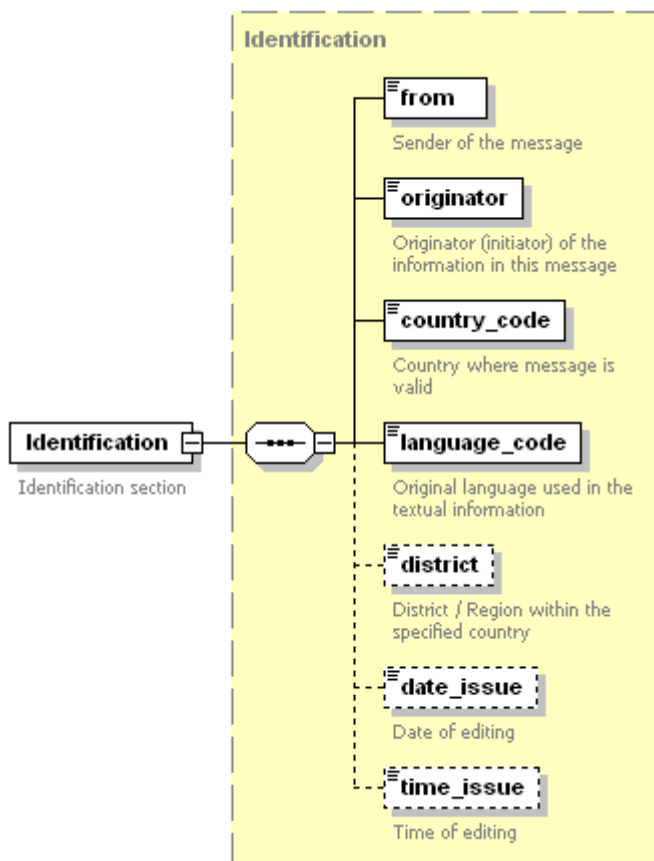 Identification
from
Sender of the message
originator
Originator (initiator) of the
information in this message
country_code
Country where message is
valid
Identification
Identification section
language_code
Original language used in the
textual information
district
District / Region within the
specified country
date_issue
Date of editing
time_issue
Time of editing